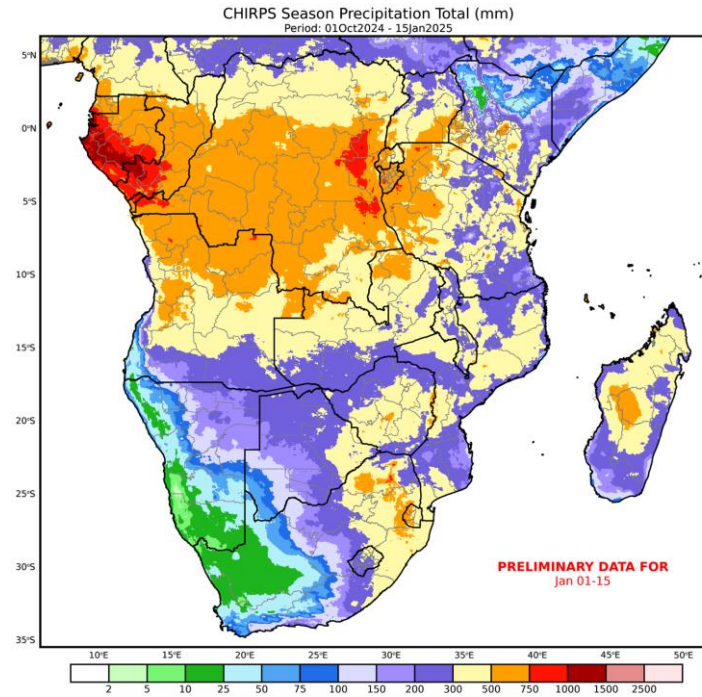 CHIRPS Season Precipitation Total (mm)
Period: 01Oct2024 - 15Jan2025
5°N
0°N
5°S
10°S
15°S
20°S
25°S
30°S
35°S
PRELIMINARY DATA FOR
Jan 01-15
10°E 15°E 20°E 25°E 30°E 35°E 40°E 45°E 50°E
2 5 10 25 50 75 100 150 200 300 500 750 1000 1500 2500